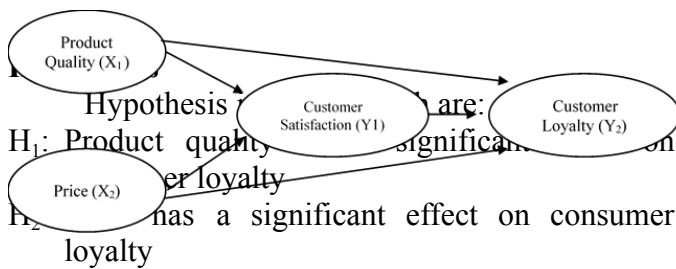 Product
Quality (X₁)
Hypothesis are:
Customer
Satisfaction (Y1)
Customer
Loyalty (Y₂)
H₁: Product quality significant on
loyalty
Price (X₂)
H₂ has a significant effect on consumer
loyalty